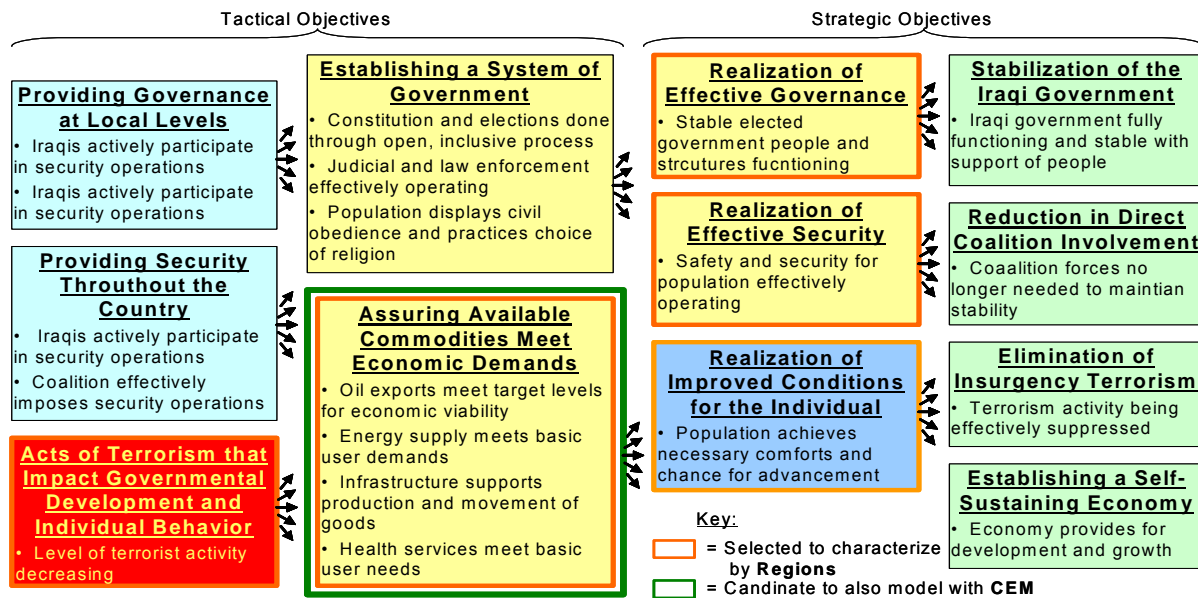 Tactical Objectives
Strategic Objectives
Providing Governance
at Local Levels
• Iraqis actively participate
in security operations
• Iraqis actively participate
in security operations
Providing Security
Throuthout the
Country
• Iraqis actively participate
in security operations
• Coalition effectively
imposes security operations
Acts of Terrorism that
Impact Governmental
Development and
Individual Behavior
• Level of terrorist activity
decreasing
Establishing a System of
Government
• Constitution and elections done
through open, inclusive process
• Judicial and law enforcement
effectively operating
• Population displays civil
obedience and practices choice
of religion
Assuring Available
Commodities Meet
Economic Demands
• Oil exports meet target levels
for economic viability
• Energy supply meets basic
user demands
• Infrastructure supports
production and movement of
goods
• Health services meet basic
user needs
Realization of
Effective Governance
• Stable elected
government people and
strcutures fucntioning
Realization of
Effective Security
• Safety and security for
population effectively
operating
Realization of
Improved Conditions
for the Individual
• Population achieves
necessary comforts and
chance for advancement
Key:
= Selected to characterize
by Regions
= Candinate to also model with CEM
Stabilization of the
Iraqi Government
• Iraqi government fully
functioning and stable with
support of people
Reduction in Direct
Coalition Involvement
• Coaalition forces no
longer needed to maintian
stability
Elimination of
Insurgency Terrorism
• Terrorism activity being
effectively suppressed
Establishing a Self-
Sustaining Economy
• Economy provides for
development and growth